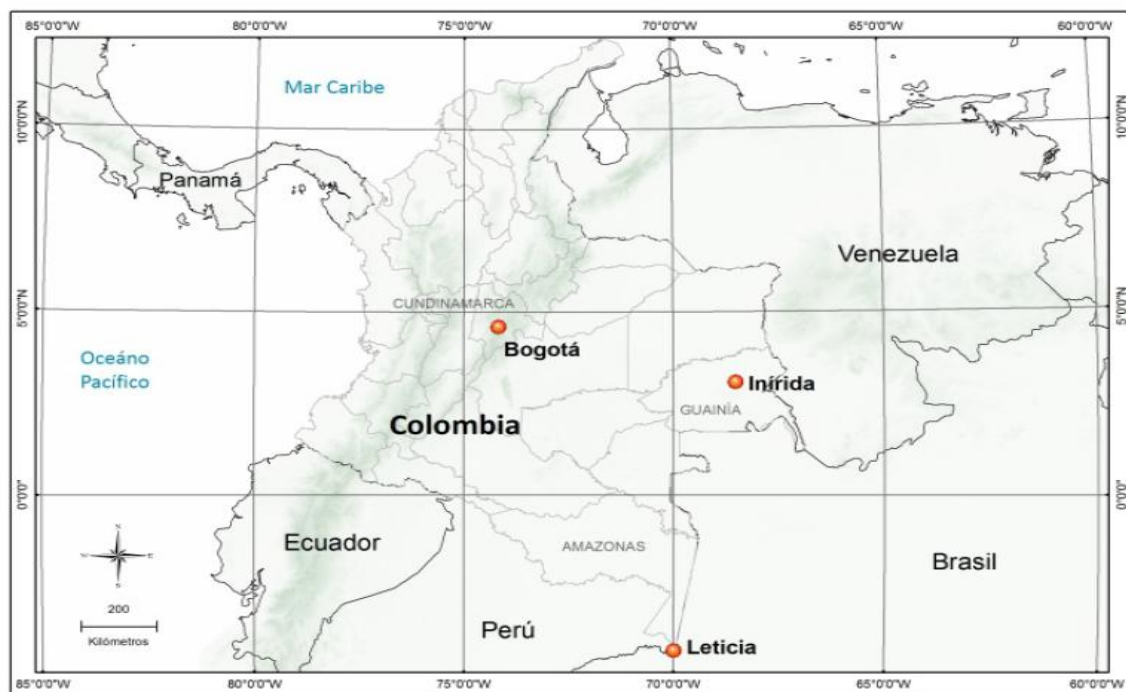 85°0'0"W 80°0'0"W 75°0'0"W 70°0'0"W 65°0'0"W 60°0'0"W
Mar Caribe
10°0'0"N 10°0'0"N
Panamá
Venezuela
CUNDINAMARCA
5°0'0"N 5°0'0"N
Bogotá
Oceáno
Pacífico
Inírida
GUAINÍA
Colombia
0°0'0" 0°0'0"
Ecuador
AMAZONAS
Brasil
N
W E
S
200
Kilómetros
Perú
Leticia
85°0'0"W 80°0'0"W 75°0'0"W 70°0'0"W 65°0'0"W 60°0'0"W